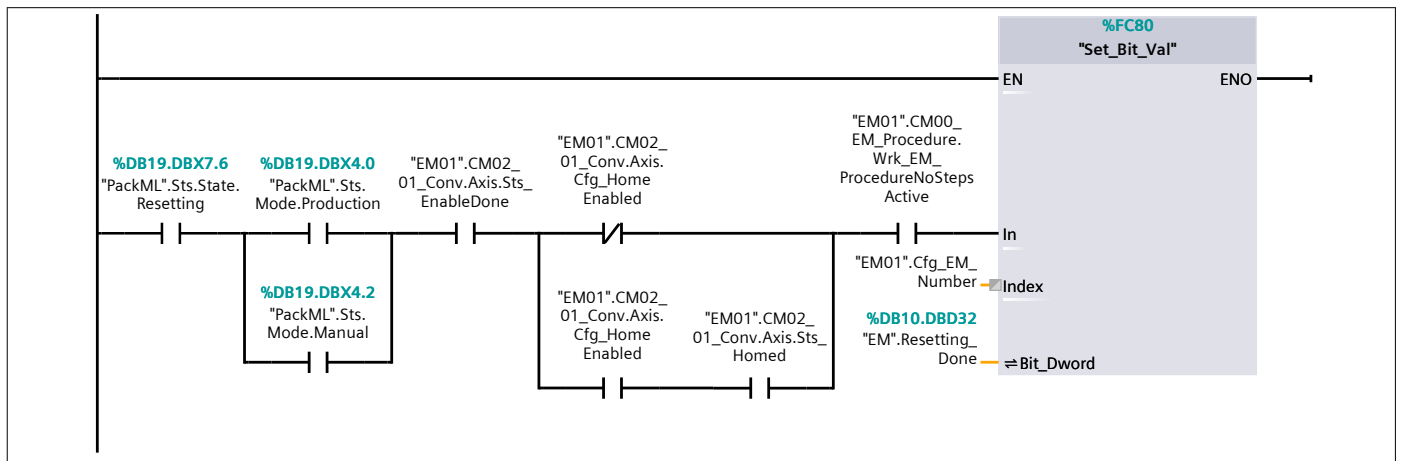 %FC80
"Set_Bit_Val"
EN
ENO
%DB19.DBX7.6
"PackML".Sts.State.
Resetting
%DB19.DBX4.0
"PackML".Sts.
Mode.Production
"EM01".CM02_
01_Conv.Axis.Sts_
EnableDone
"EM01".CM02_
01_Conv.Axis.
Cfg_Home
Enabled
"EM01".CM00_
EM_Procedure.
Wrk_EM_
ProcedureNoSteps
Active
In
"EM01".Cfg_EM_
Number
Index
%DB19.DBX4.2
"PackML".Sts.
Mode.Manual
"EM01".CM02_
01_Conv.Axis.
Cfg_Home
Enabled
"EM01".CM02_
01_Conv.Axis.Sts_
Homed
%DB10.DBD32
"EM".Resetting_
Done
⇌Bit_Dword